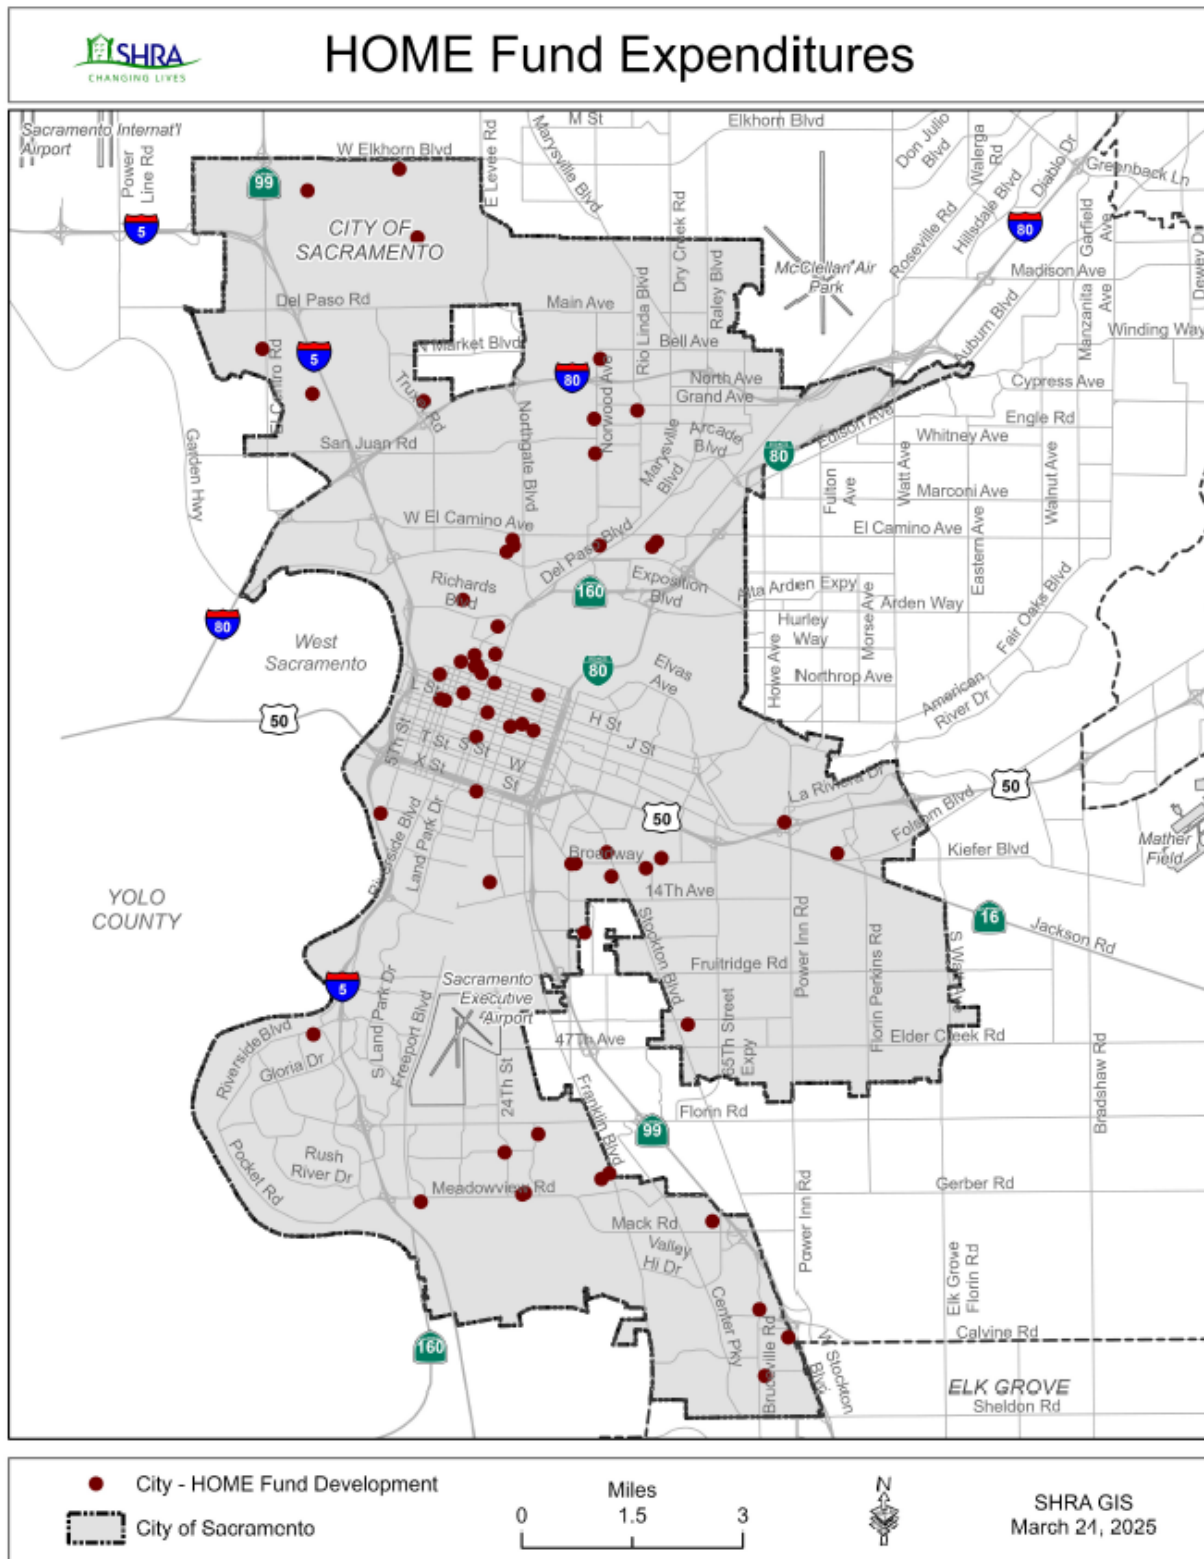 SHRA
CHANGING LIVES
HOME Fund Expenditures
Sacramento Internat'l
Airport
Power
Line Rd
99
W Elkhorn Blvd
E Levee Rd
Marysville Blvd
M St
Elkhorn Blvd
Don Julio
Blvd
Walerga
Rd
Diablo Dr
Greenback Ln
5
CITY OF
SACRAMENTO
Dry Creek Rd
Raley Blvd
McClellan Air
Park
Roseville Rd
Hillsdale Blvd
80
Garfield
Ave
Madison Ave
Dewey Dr
Del Paso Rd
Main Ave
Rio Linda Blvd
Auburn Blvd
Manzanita
Ave
Winding Way
El Centro Rd
5
N Market Blvd
Bell Ave
80
Norwood Ave
North Ave
Grand Ave
Cypress Ave
Truxel Rd
Northgate Blvd
Engle Rd
Garden Hwy
San Juan Rd
Marysville
Blvd
Arcade
Blvd
80
Edison Ave
Whitney Ave
Fulton
Ave
Watt Ave
Walnut Ave
Marconi Ave
W El Camino Ave
El Camino Ave
Eastern Ave
Del Paso Blvd
Richards
Blvd
160
Exposition
Blvd
Alta Arden Expy
Arden Way
Morse Ave
Fair Oaks Blvd
80
West
Sacramento
Hurley
Way
Howe Ave
80
Elvas
Ave
Northrop Ave
American
River Dr
50
L St
5Th St
T St
S St
X St
W
St
H St
J St
La Riviera Dr
50
50
Folsom Blvd
Riverside Blvd
Land Park Dr
Broadway
Kiefer Blvd
Mather
Field
YOLO
COUNTY
14Th Ave
16
Jackson Rd
Stockton Blvd
Power Inn Rd
Florin Perkins Rd
S Watt Ave
Fruitridge Rd
5
S Land Park Dr
Sacramento
Executive
Airport
Freeport Blvd
47Th Ave
65Th Street
Expy
Elder Creek Rd
Bradshaw Rd
Riverside Blvd
Gloria Dr
24Th St
Franklin Blvd
99
Florin Rd
Pocket Rd
Rush
River Dr
Meadowview Rd
Gerber Rd
Mack Rd
Valley
Hi Dr
Power Inn Rd
Elk Grove
Florin Rd
Center Pky
Bruceville Rd
W Stockton
Blvd
Calvine Rd
160
ELK GROVE
Sheldon Rd
City - HOME Fund Development
City of Sacramento
Miles
0 1.5 3
N
SHRA GIS
March 24, 2025